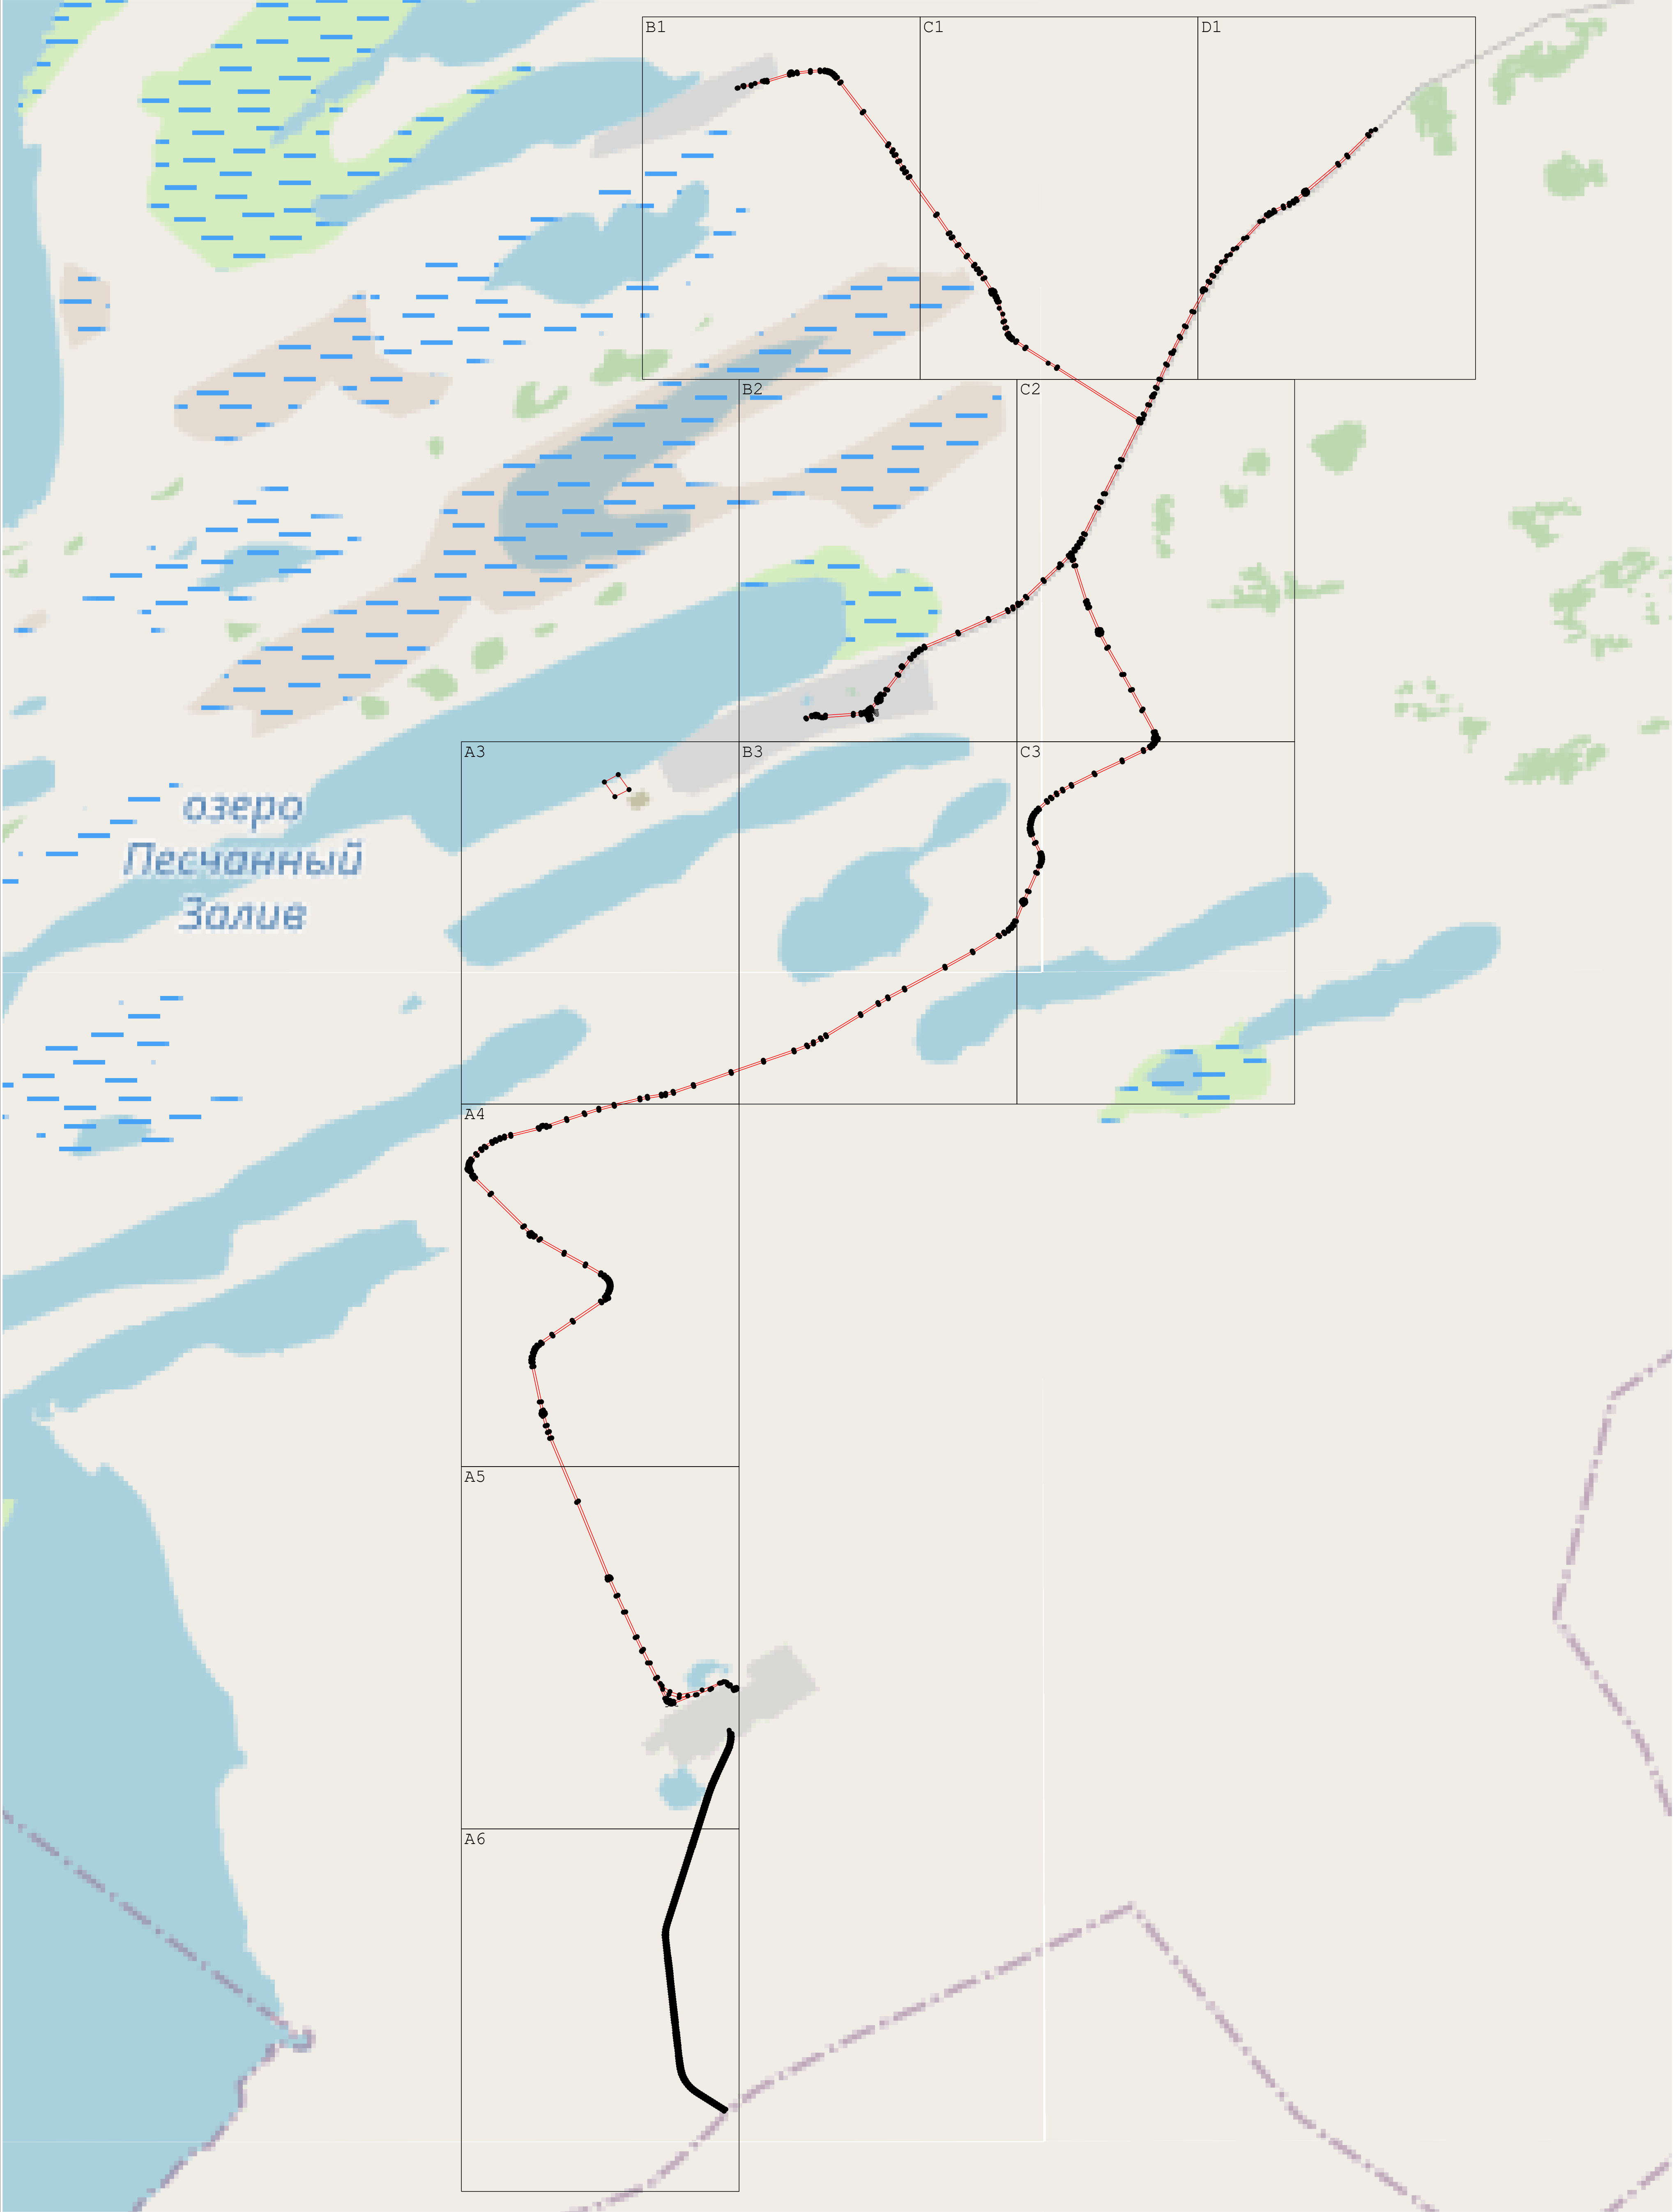 B1
C1
D1
B2
C2
A3
B3
C3
озеро
Песчанный
Залив
A4
A5
A6